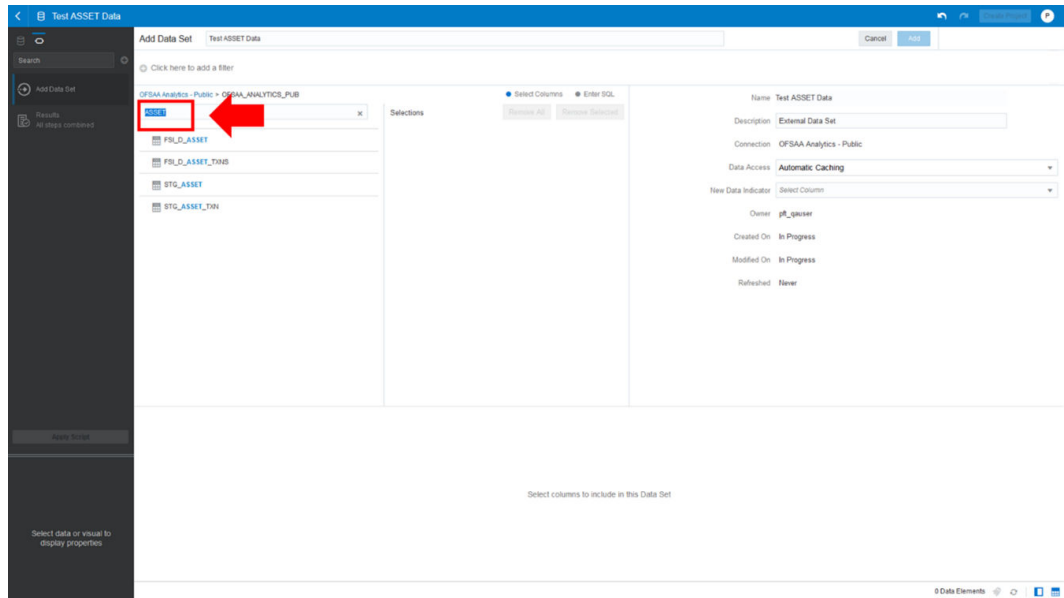 Test ASSET Data
Create Project
P
Search
Add Data Set
Results
All steps combined
Apply Script
Select data or visual to
display properties
Add Data Set
Test ASSET Data
Cancel
Add
Click here to add a filter
OFSAA Analytics - Public > OFSAA_ANALYTICS_PUB
Select Columns
Enter SQL
ASSET
FSI_D_ASSET
FSI_D_ASSET_TXNS
STG_ASSET
STG_ASSET_TXN
Selections
Remove All
Remove Selected
Name Test ASSET Data
Description External Data Set
Connection OFSAA Analytics - Public
Data Access Automatic Caching
New Data Indicator Select Column
Owner pft_qauser
Created On In Progress
Modified On In Progress
Refreshed Never
Select columns to include in this Data Set
0 Data Elements